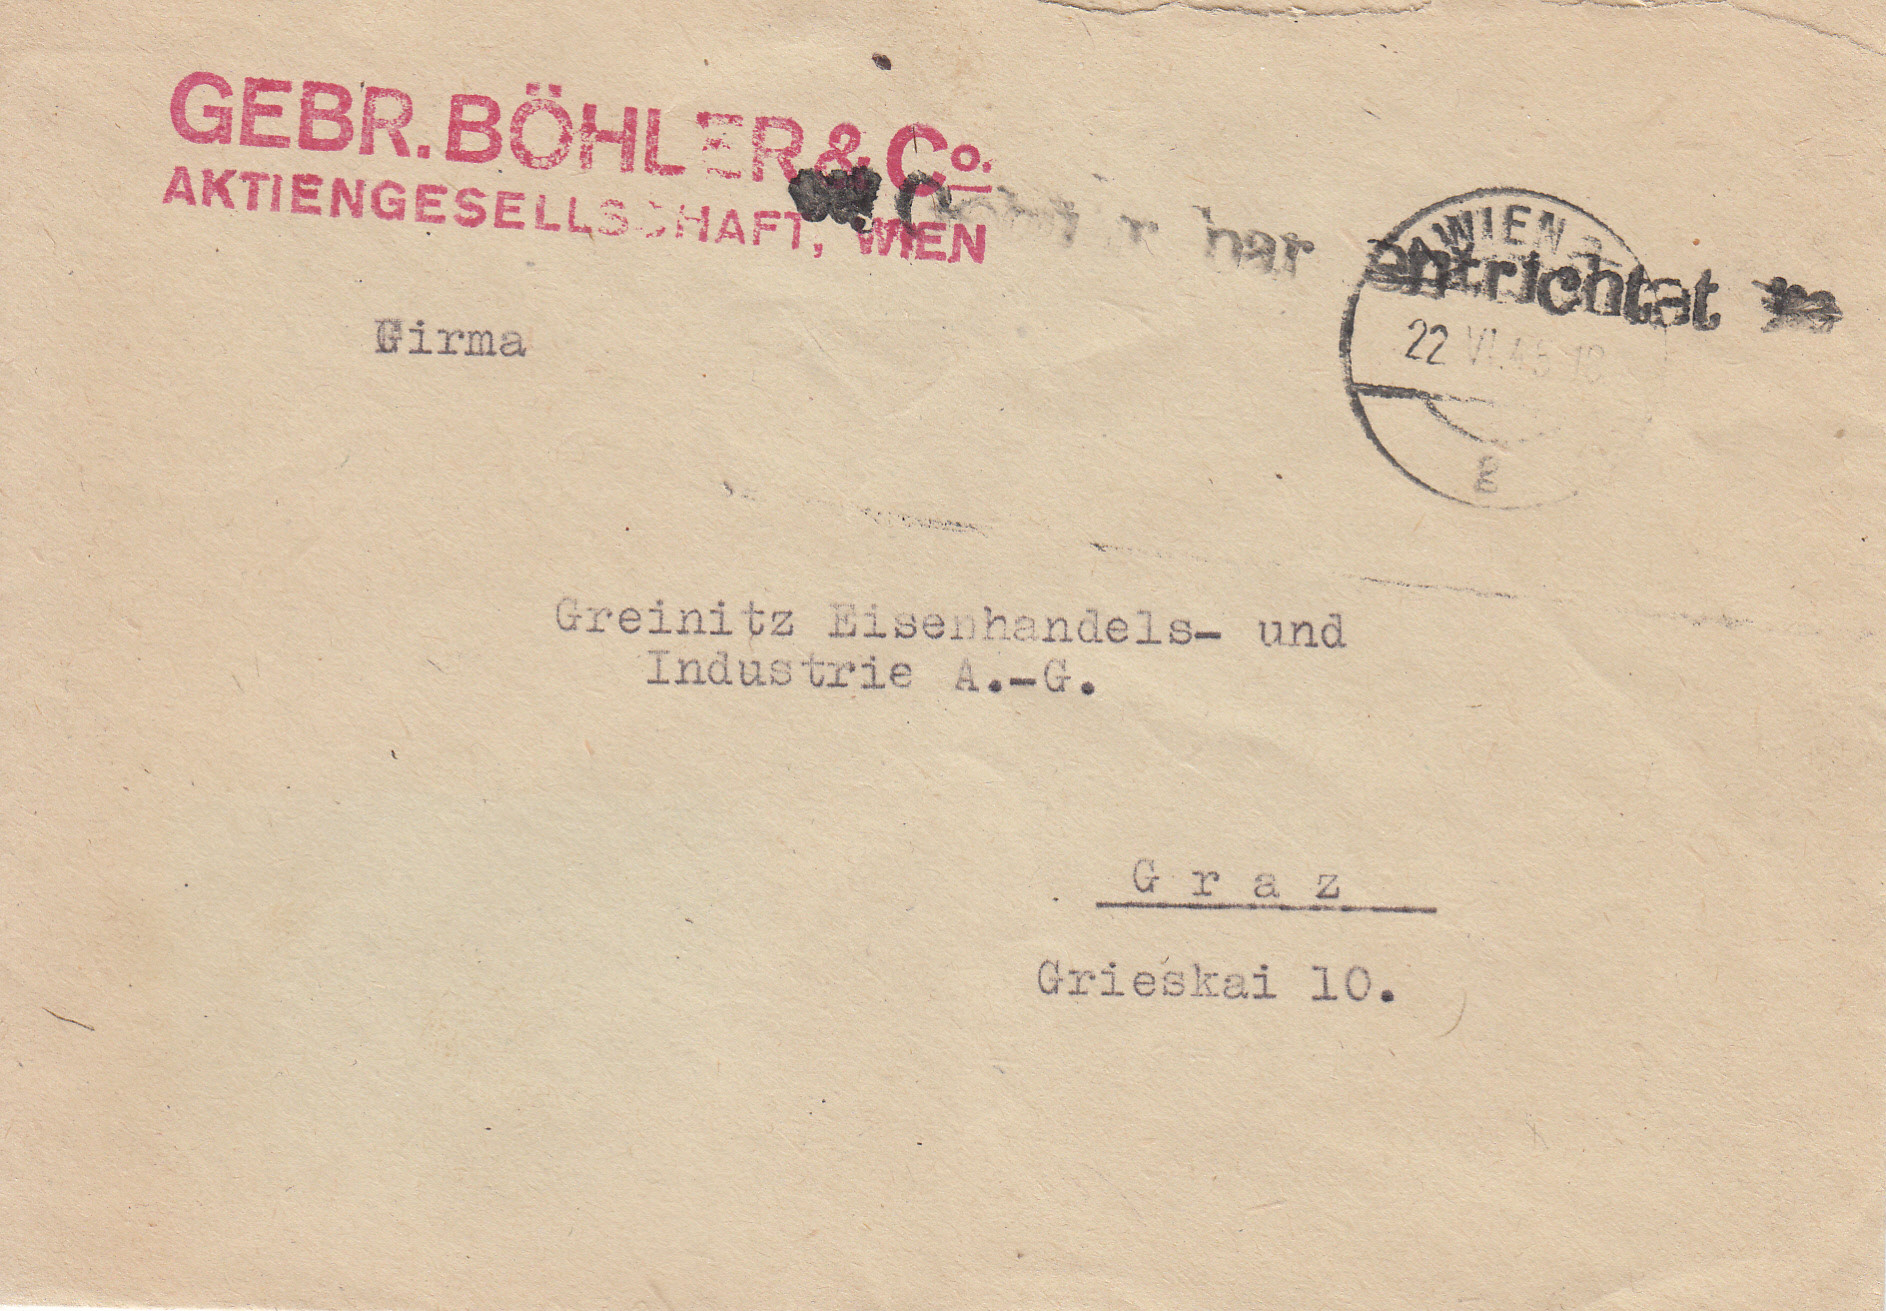 GEBR. BÖHLER & Co.
AKTIENGESELLSCHAFT, WIEN
Gebühr bar entrichtet
WIEN
22 VI.45 18
g
Firma
Greinitz Eisenhandels- und
Industrie A.-G.
Graz
Grieskai 10.